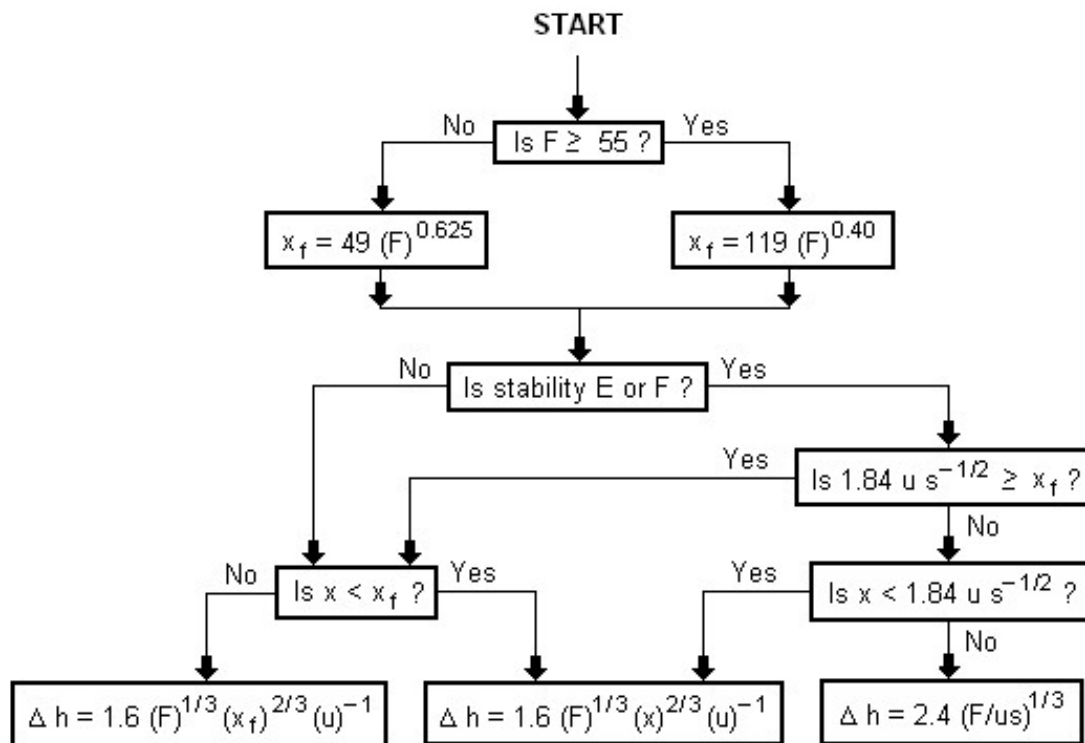 START
No
Yes
Is F ≥ 55 ?
x_f = 49 (F)^0.625
x_f = 119 (F)^0.40
No
Yes
Is stability E or F ?
Yes
Is 1.84 u s^−1/2 ≥ x_f ?
No
No
Yes
Yes
Is x < x_f ?
Is x < 1.84 u s^−1/2 ?
No
Δ h = 1.6 (F)^1/3 (x_f)^2/3 (u)^−1
Δ h = 1.6 (F)^1/3 (x)^2/3 (u)^−1
Δ h = 2.4 (F/us)^1/3